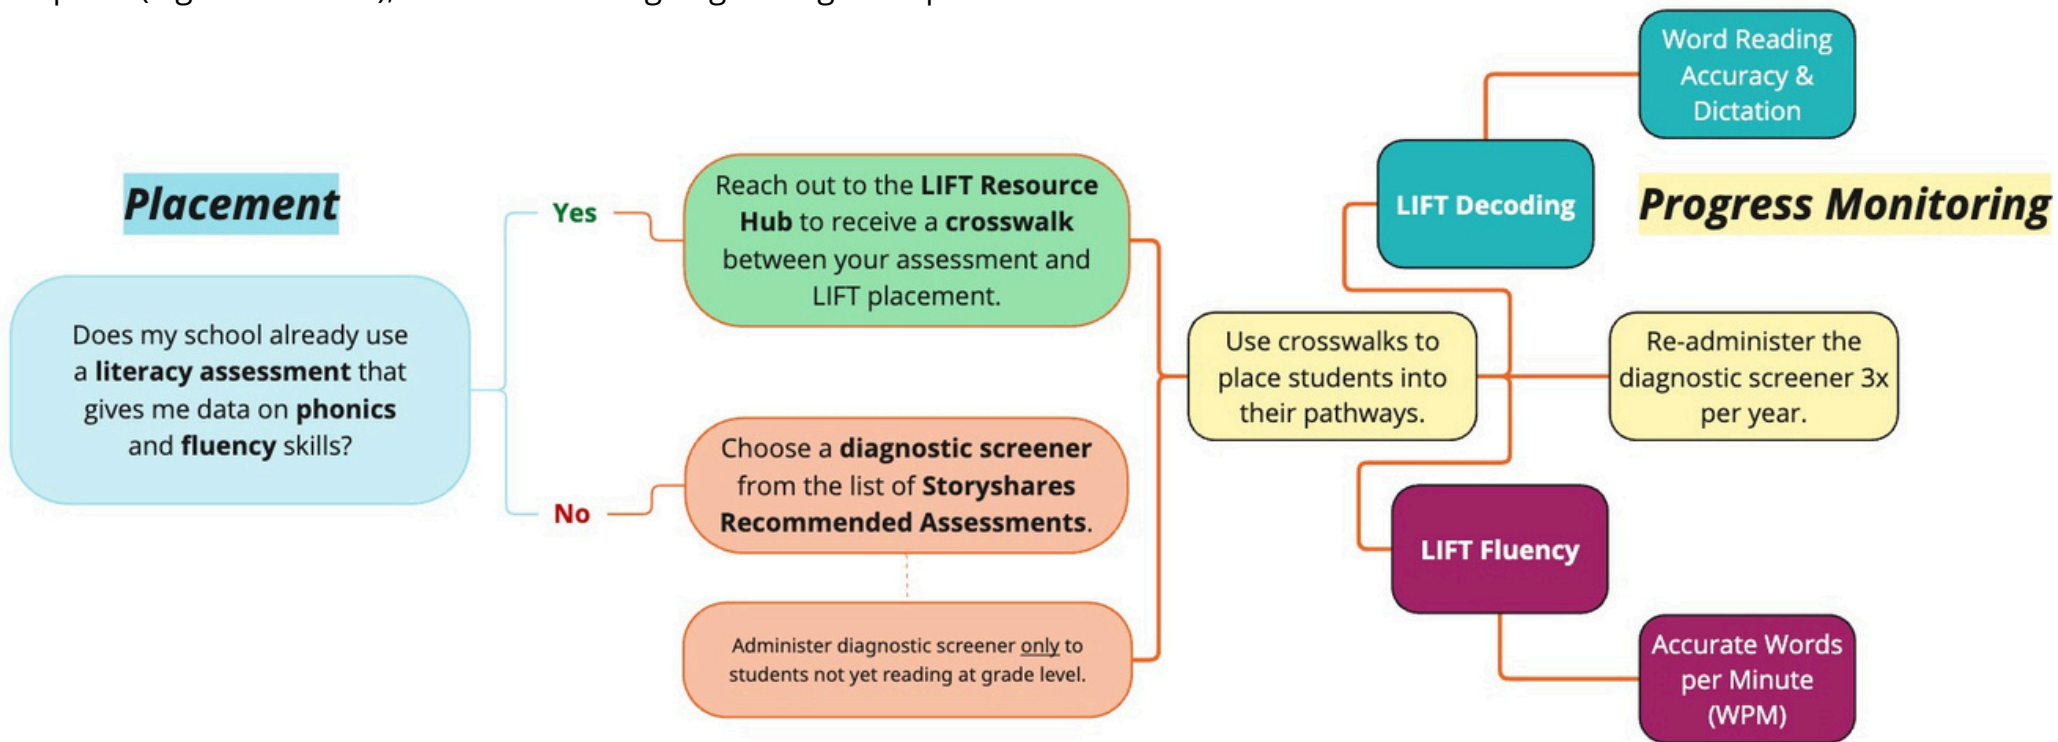 Placement
Does my school already use
a literacy assessment that
gives me data on phonics
and fluency skills?
Yes
No
Reach out to the LIFT Resource
Hub to receive a crosswalk
between your assessment and
LIFT placement.
Choose a diagnostic screener
from the list of Storyshares
Recommended Assessments.
Administer diagnostic screener only to
students not yet reading at grade level.
Use crosswalks to
place students into
their pathways.
LIFT Decoding
Word Reading
Accuracy &
Dictation
Progress Monitoring
Re-administer the
diagnostic screener 3x
per year.
LIFT Fluency
Accurate Words
per Minute
(WPM)